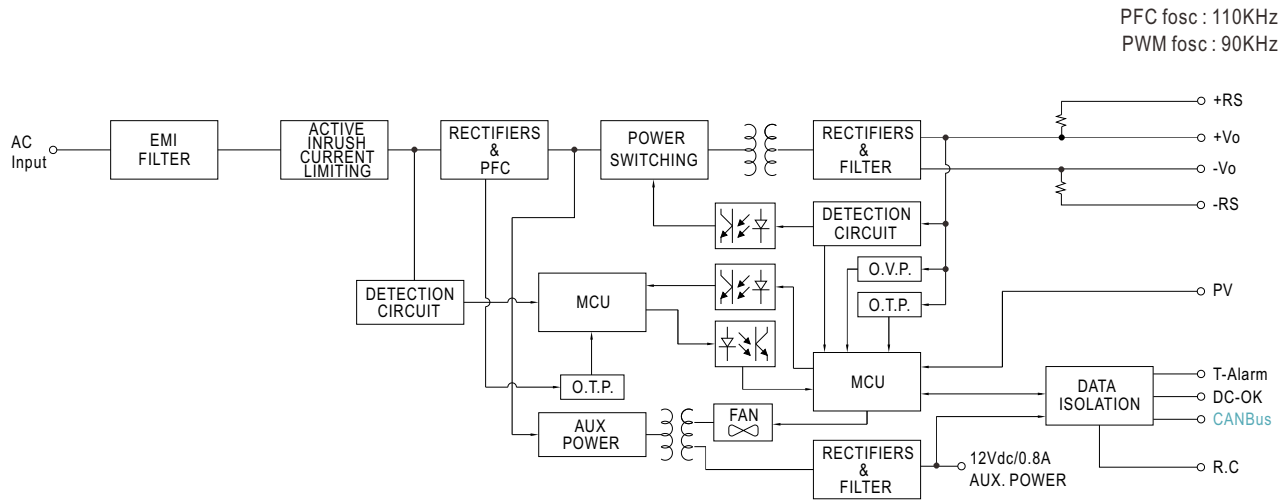 PFC fosc : 110KHz
PWM fosc : 90KHz
AC
Input
EMI
FILTER
ACTIVE
INRUSH
CURRENT
LIMITING
RECTIFIERS
&
PFC
POWER
SWITCHING
RECTIFIERS
&
FILTER
+RS
+Vo
-Vo
-RS
DETECTION
CIRCUIT
O.V.P.
O.T.P.
PV
DETECTION
CIRCUIT
MCU
O.T.P.
MCU
DATA
ISOLATION
T-Alarm
DC-OK
CANBus
R.C
AUX
POWER
FAN
RECTIFIERS
&
FILTER
12Vdc/0.8A
AUX. POWER